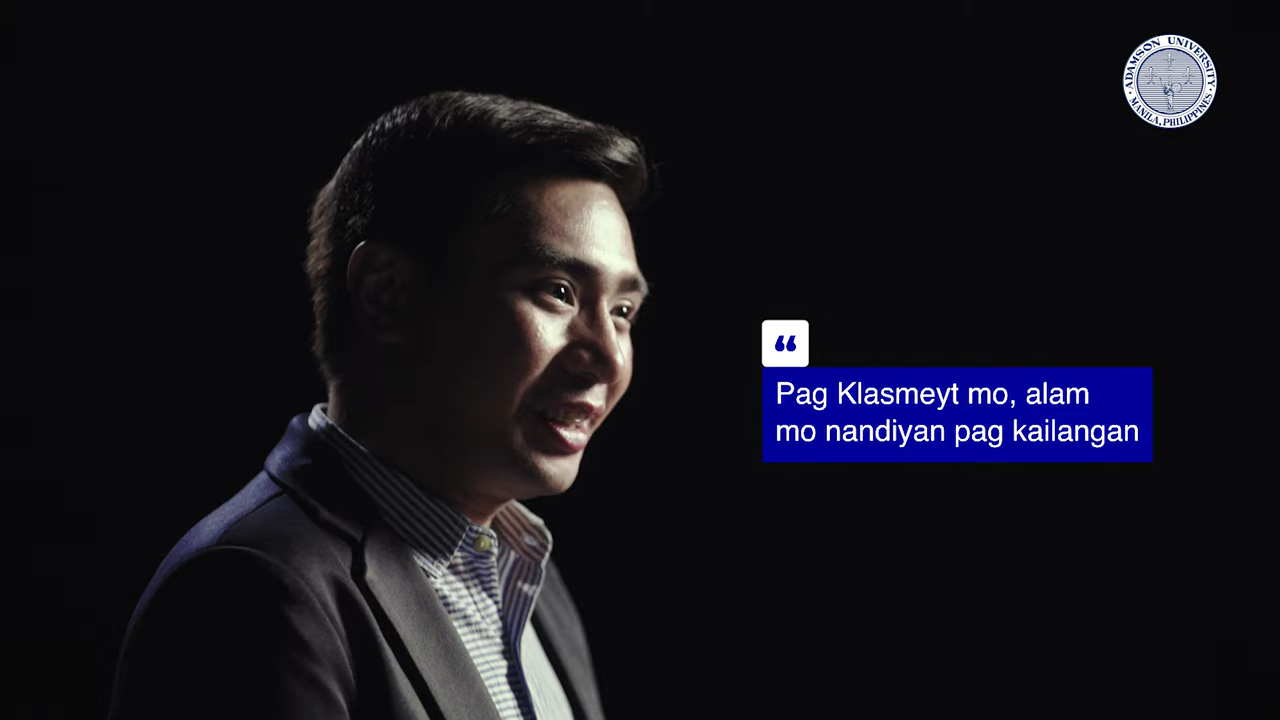 ADAMSON UNIVERSITY
MANILA, PHILIPPINES
“
Pag Klasmeyt mo, alam
mo nandiyan pag kailangan